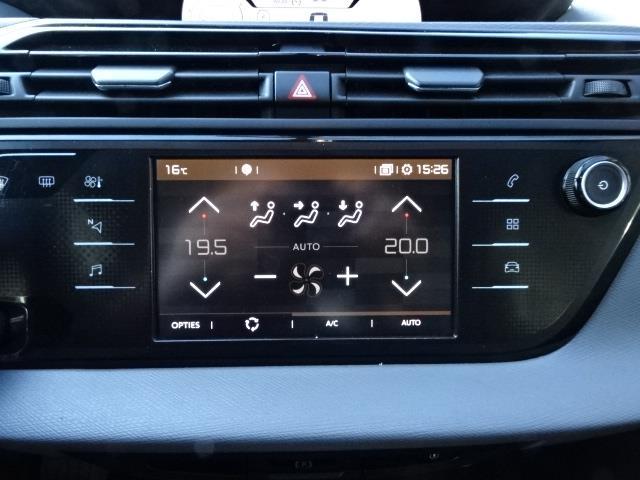 16°C 15:26
19.5 AUTO 20.0
OPTIES A/C AUTO
N